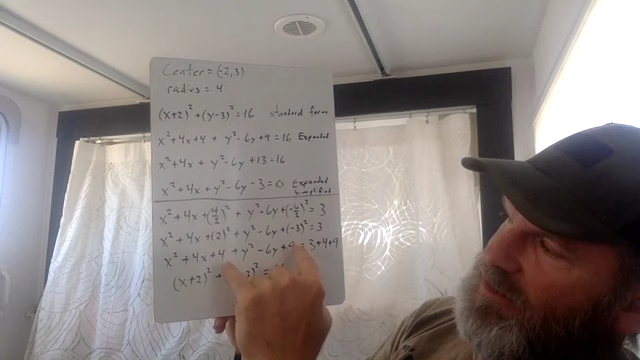 Center = (-2,3)
radius = 4
(x+2)² + (y-3)² = 16 standard form
x² + 4x + 4 + y² - 6y + 9 = 16 Expanded
x² + 4x + y² - 6y + 13 = 16
x² + 4x + y² - 6y - 3 = 0 Expanded simplified
x² + 4x + (4/2)² + y² - 6y + (-6/2)² = 3
x² + 4x + (2)² + y² - 6y + (-3)² = 3
x² + 4x + 4 + y² - 6y + 9 = 3+4+9
(x+2)² + 3)² =